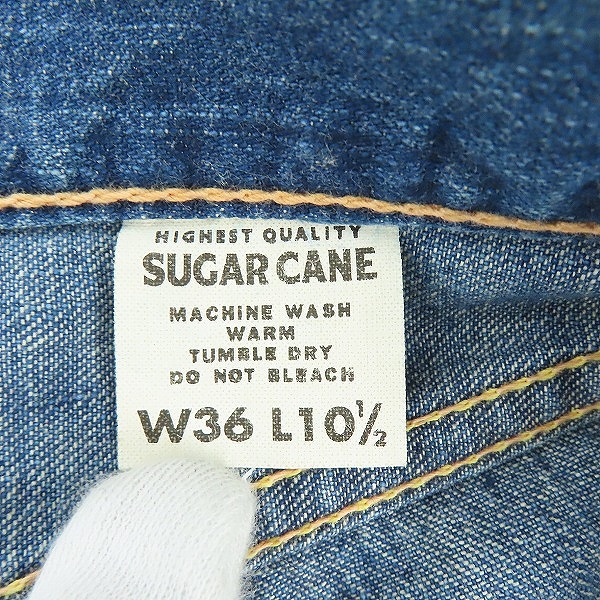 HIGHEST QUALITY
SUGAR CANE
MACHINE WASH
WARM
TUMBLE DRY
DO NOT BLEACH
W36 L10½